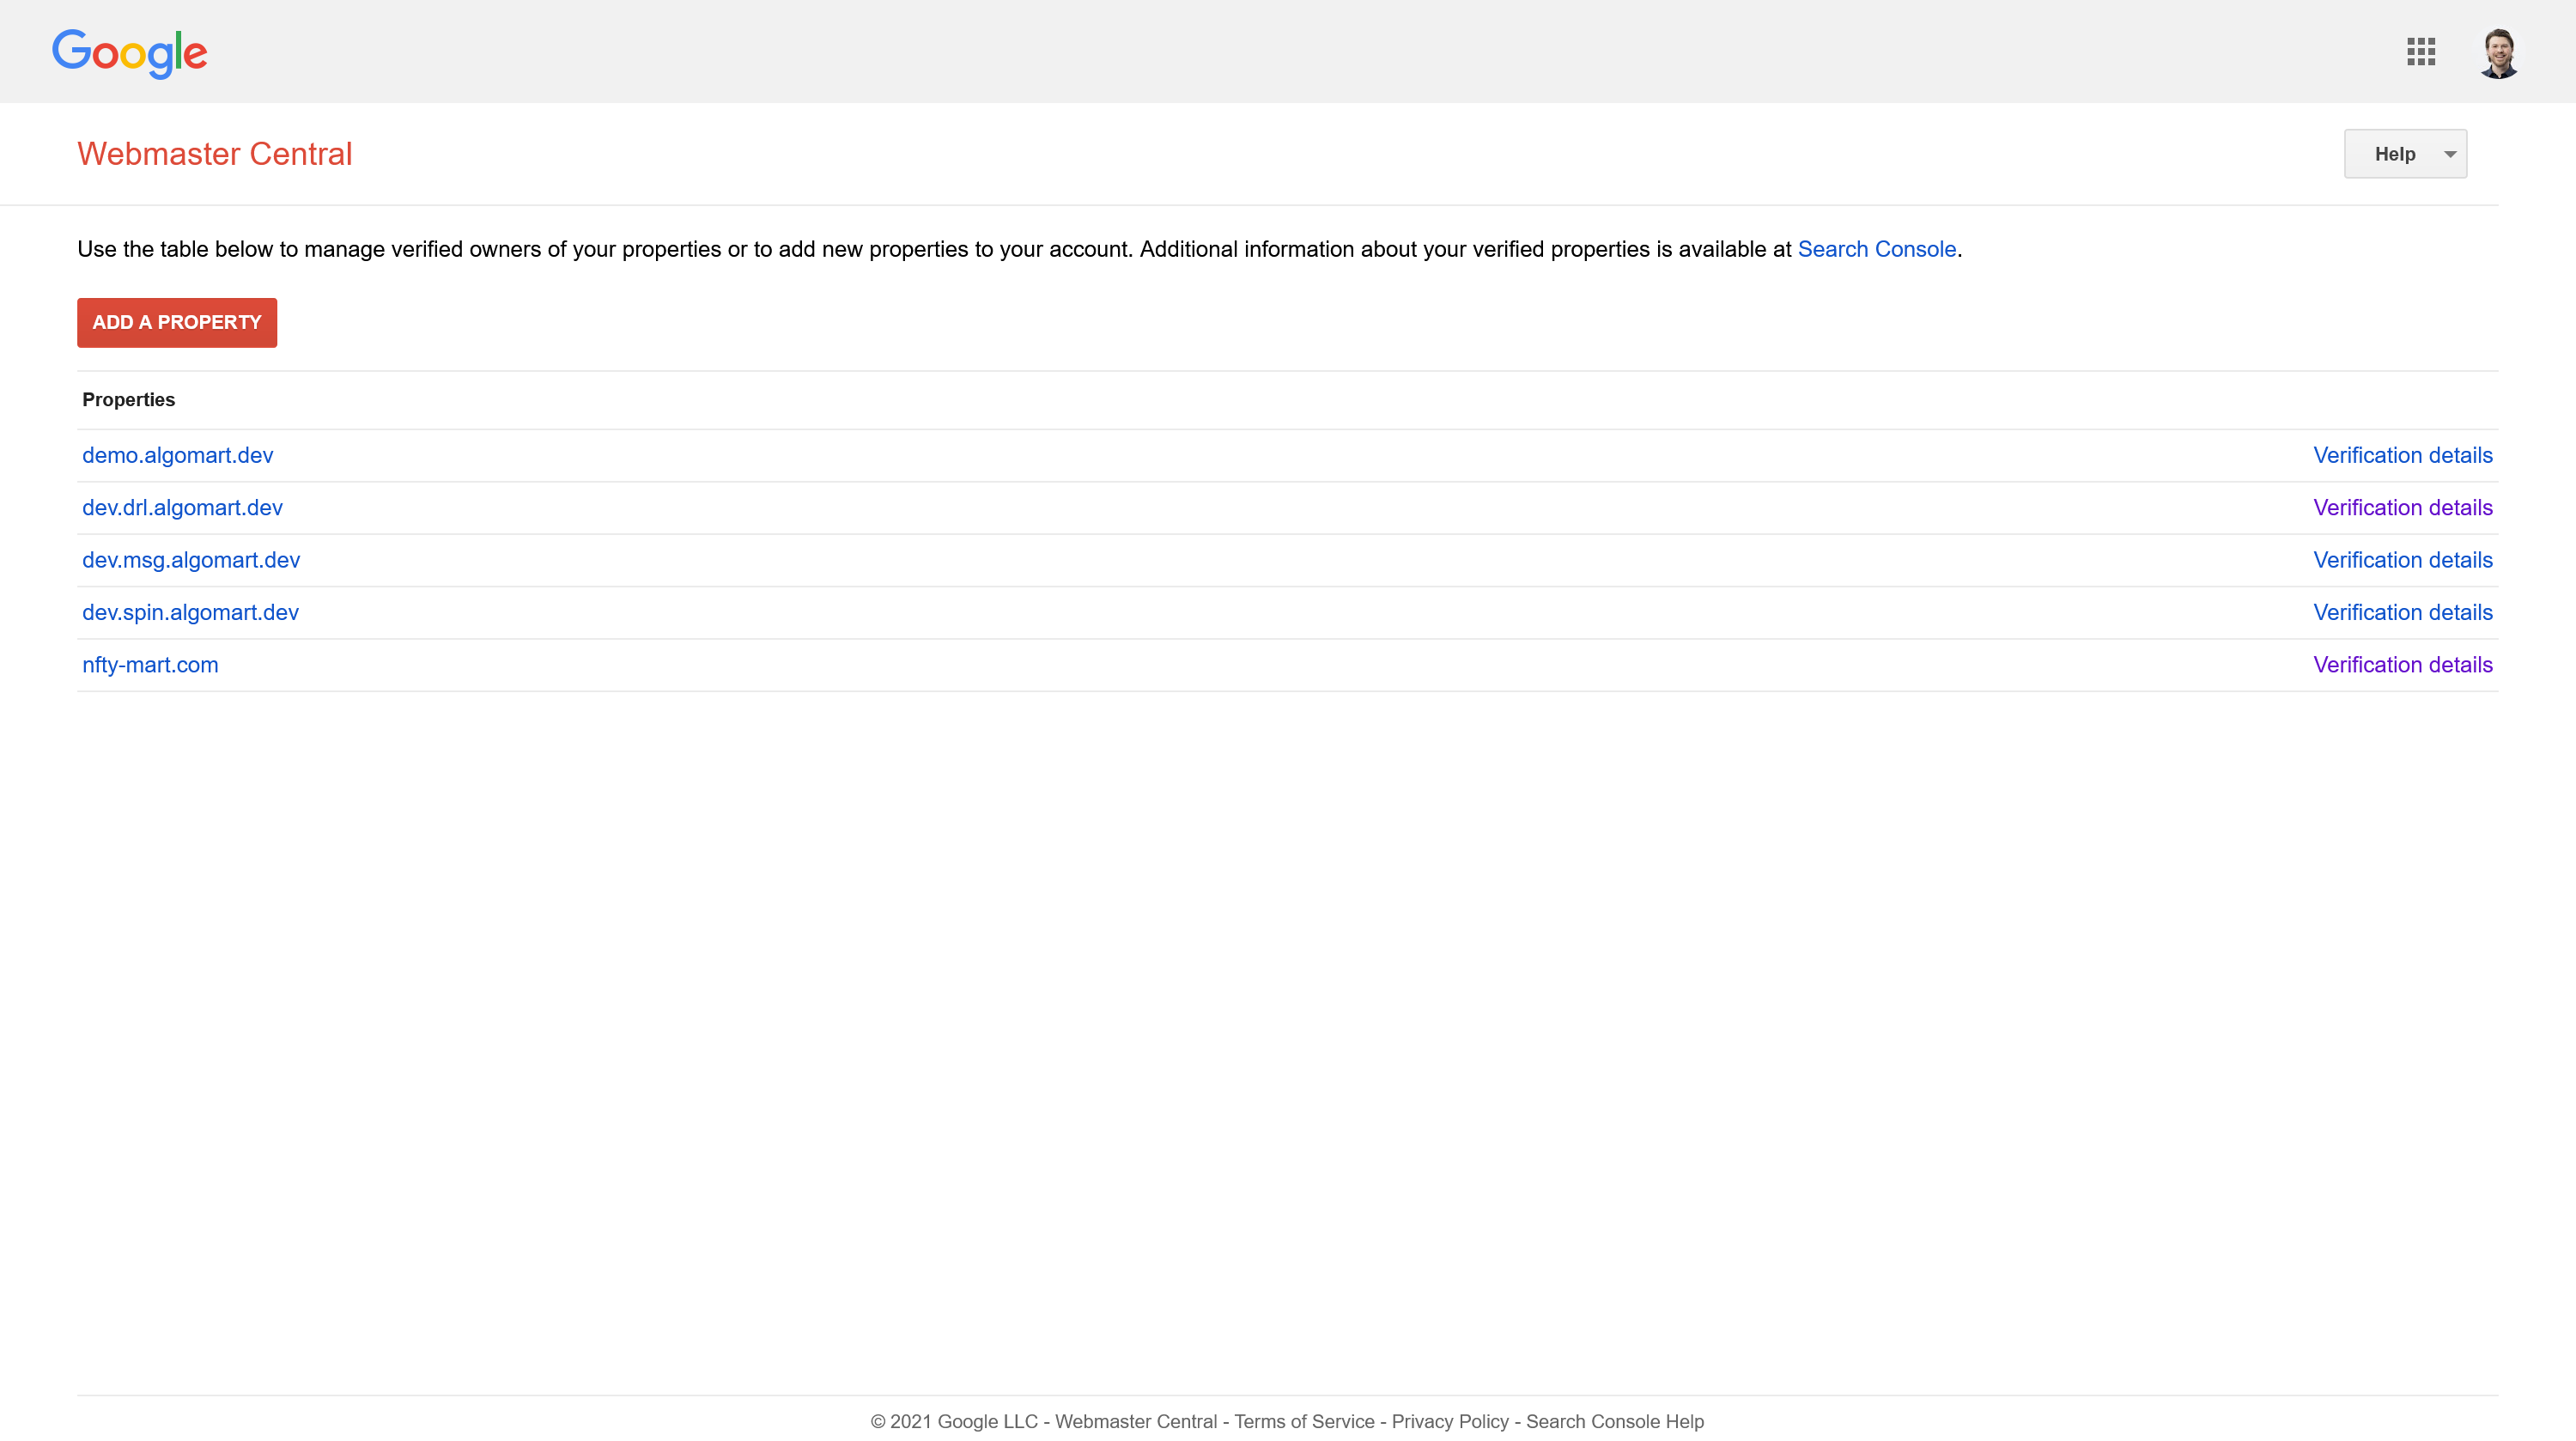 Google
Webmaster Central
Help
Use the table below to manage verified owners of your properties or to add new properties to your account. Additional information about your verified properties is available at Search Console.
ADD A PROPERTY
Properties
demo.algomart.dev Verification details
dev.drl.algomart.dev Verification details
dev.msg.algomart.dev Verification details
dev.spin.algomart.dev Verification details
nfty-mart.com Verification details
© 2021 Google LLC - Webmaster Central - Terms of Service - Privacy Policy - Search Console Help